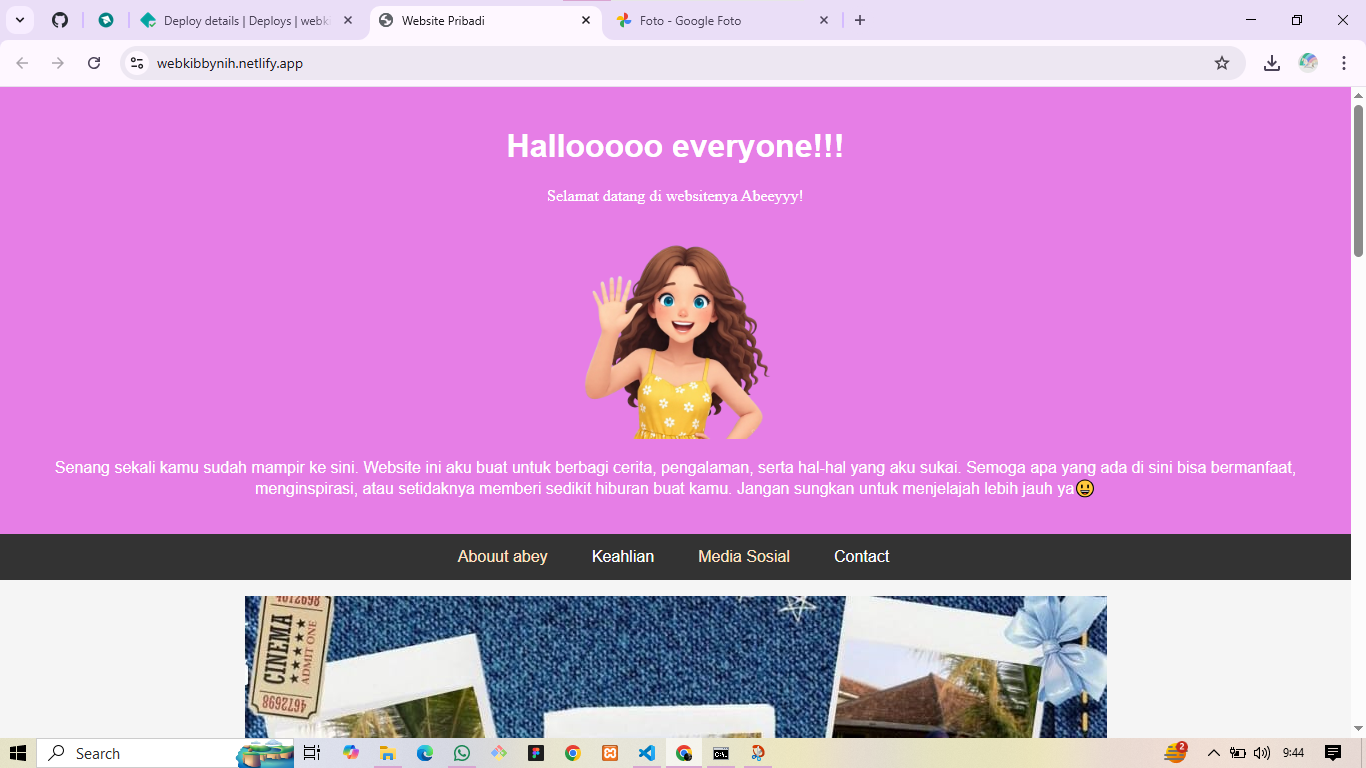 Deploy details | Deploys | webki
Website Pribadi
Foto - Google Foto
webkibbynih.netlify.app
Hallooooo everyone!!!
Selamat datang di websitenya Abeeyyy!
Senang sekali kamu sudah mampir ke sini. Website ini aku buat untuk berbagi cerita, pengalaman, serta hal-hal yang aku sukai. Semoga apa yang ada di sini bisa bermanfaat,
menginspirasi, atau setidaknya memberi sedikit hiburan buat kamu. Jangan sungkan untuk menjelajah lebih jauh ya😃
Abouut abey Keahlian Media Sosial Contact
4672698
CINEMA
ADMIT ONE
4672698
Search
2
9:44